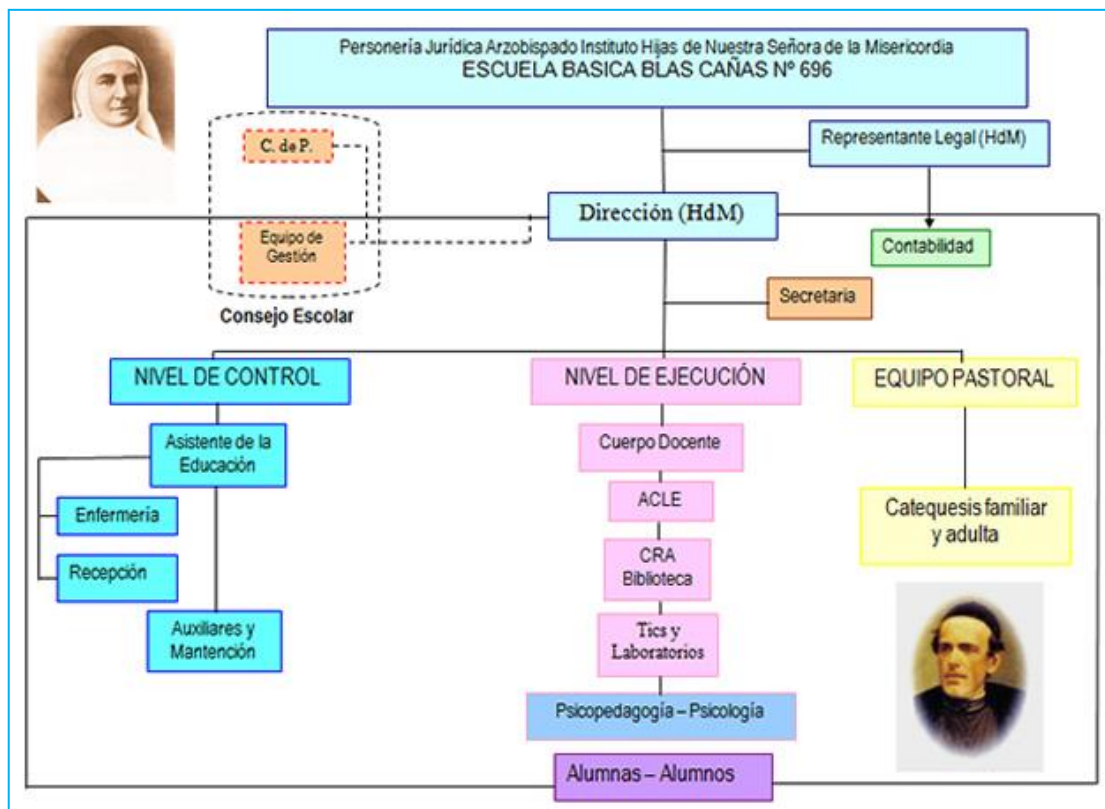 Personería Jurídica Arzobispado Instituto Hijas de Nuestra Señora de la Misericordia
ESCUELA BASICA BLAS CAÑAS Nº 696
C. de P.
Representante Legal (HdM)
Dirección (HdM)
Equipo de
Gestión
Contabilidad
Secretaria
Consejo Escolar
NIVEL DE CONTROL
NIVEL DE EJECUCIÓN
EQUIPO PASTORAL
Asistente de la
Educación
Enfermería
Recepción
Auxiliares y
Mantención
Cuerpo Docente
ACLE
CRA
Biblioteca
Tics y
Laboratorios
Psicopedagogía – Psicología
Catequesis familiar
y adulta
Alumnas – Alumnos